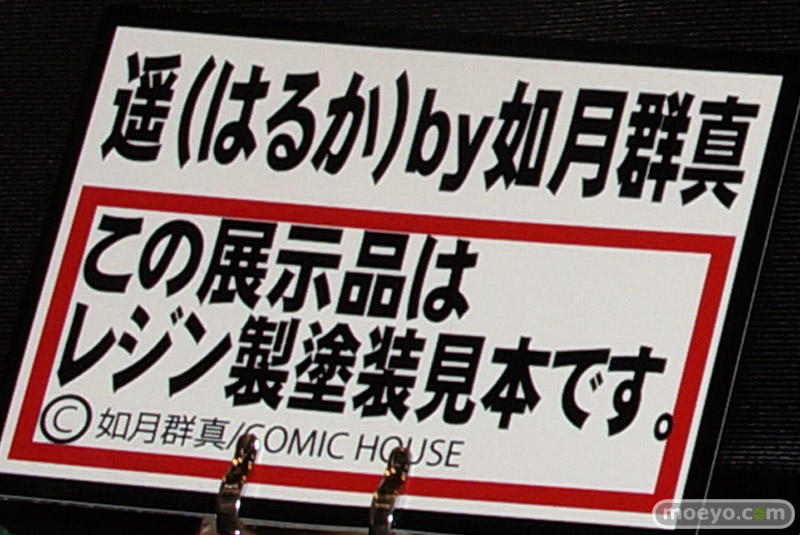 遥(はるか)by如月群真
この展示品は
レジン製塗装見本です。
©如月群真/COMIC HOUSE
moeyo.com